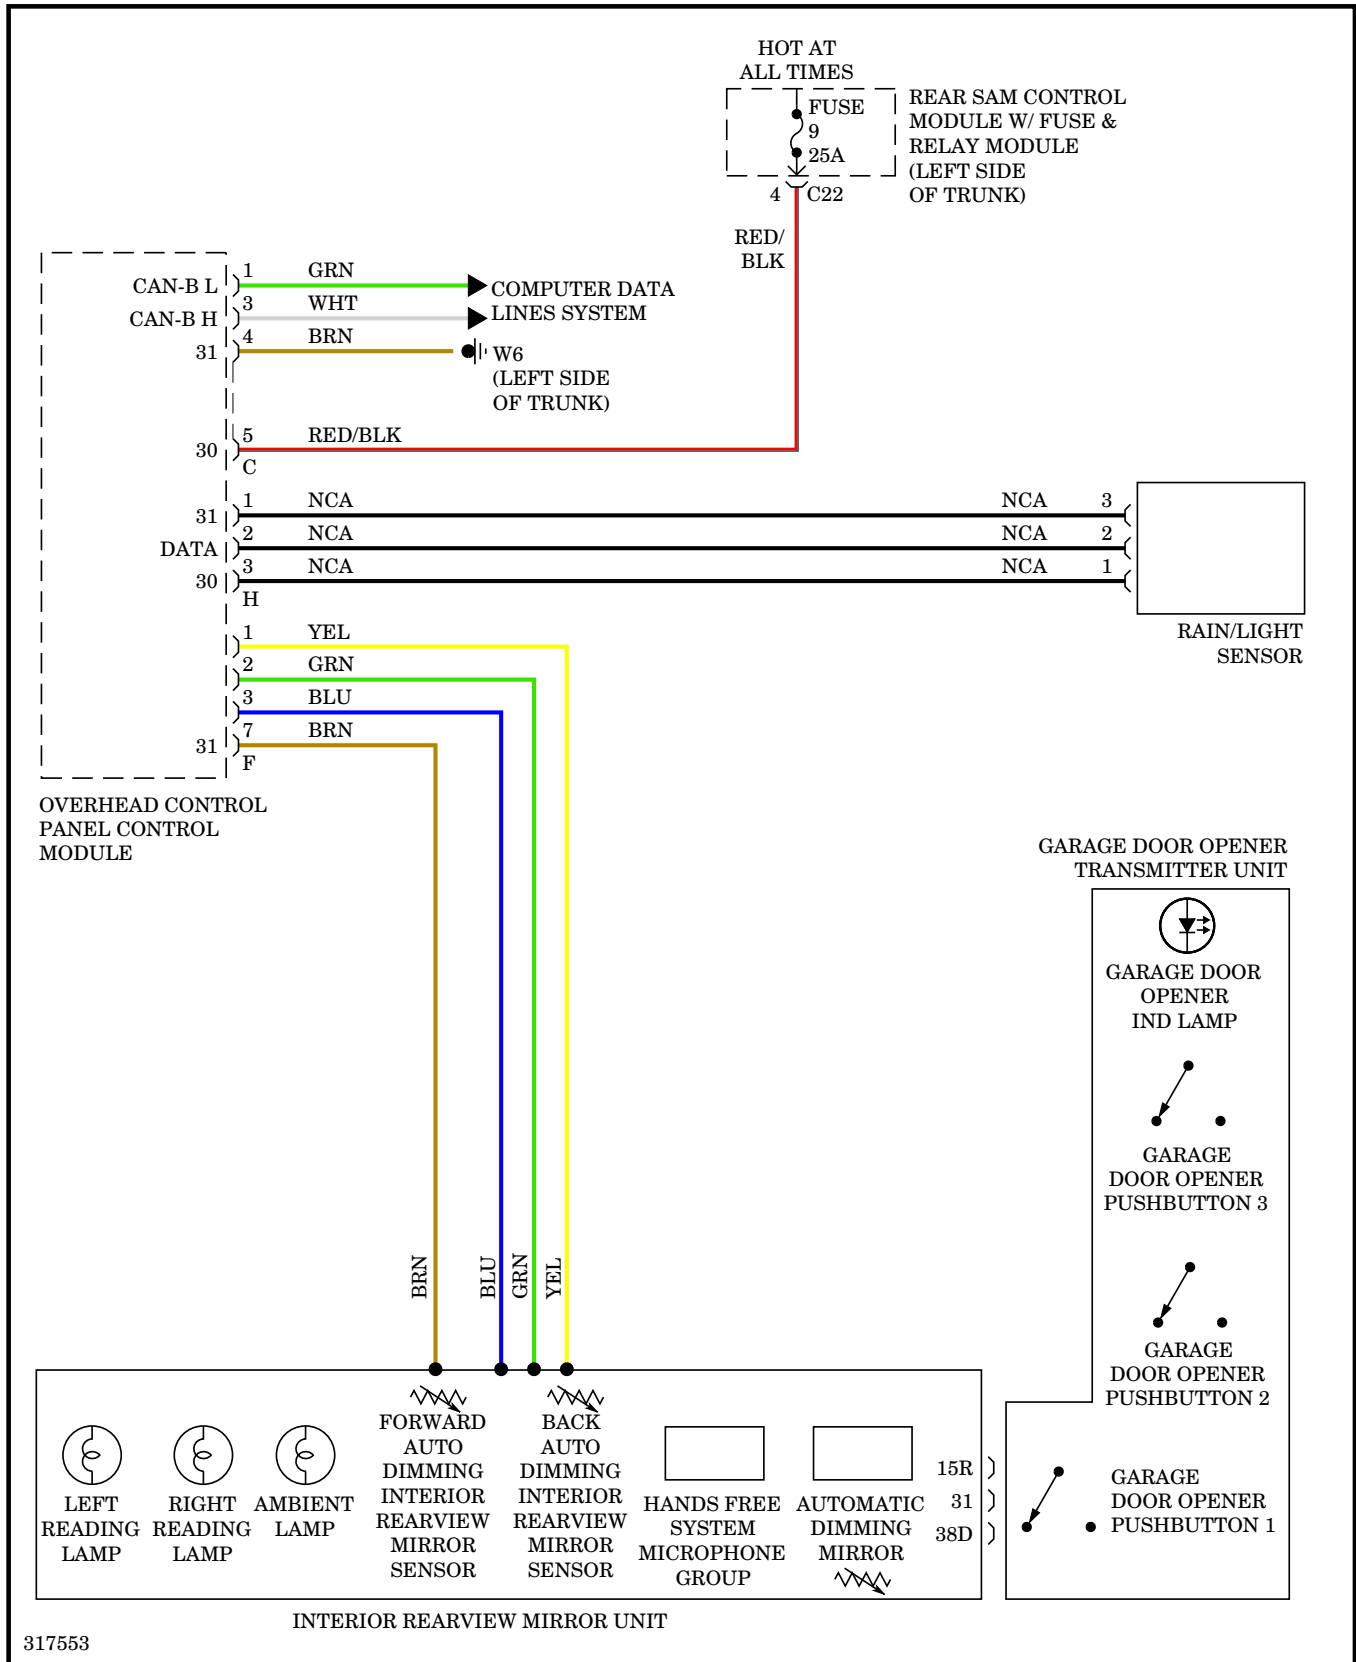 HOT AT
ALL TIMES
FUSE
9
25A
REAR SAM CONTROL
MODULE W/ FUSE &
RELAY MODULE
(LEFT SIDE
OF TRUNK)
4 C22
RED/
BLK
CAN-B L 1 GRN
COMPUTER DATA
LINES SYSTEM
CAN-B H 3 WHT
31 4 BRN
W6
(LEFT SIDE
OF TRUNK)
30 5 RED/BLK
C
31 1 NCA NCA 3
DATA 2 NCA NCA 2
30 3 NCA NCA 1
H
RAIN/LIGHT
SENSOR
1 YEL
2 GRN
3 BLU
31 7 BRN
F
OVERHEAD CONTROL
PANEL CONTROL
MODULE
GARAGE DOOR OPENER
TRANSMITTER UNIT
GARAGE DOOR
OPENER
IND LAMP
GARAGE
DOOR OPENER
PUSHBUTTON 3
GARAGE
DOOR OPENER
PUSHBUTTON 2
GARAGE
DOOR OPENER
PUSHBUTTON 1
BRN
BLU
GRN
YEL
LEFT
READING
LAMP
RIGHT
READING
LAMP
AMBIENT
LAMP
FORWARD
AUTO
DIMMING
INTERIOR
REARVIEW
MIRROR
SENSOR
BACK
AUTO
DIMMING
INTERIOR
REARVIEW
MIRROR
SENSOR
HANDS FREE
SYSTEM
MICROPHONE
GROUP
AUTOMATIC
DIMMING
MIRROR
15R
31
38D
INTERIOR REARVIEW MIRROR UNIT
317553